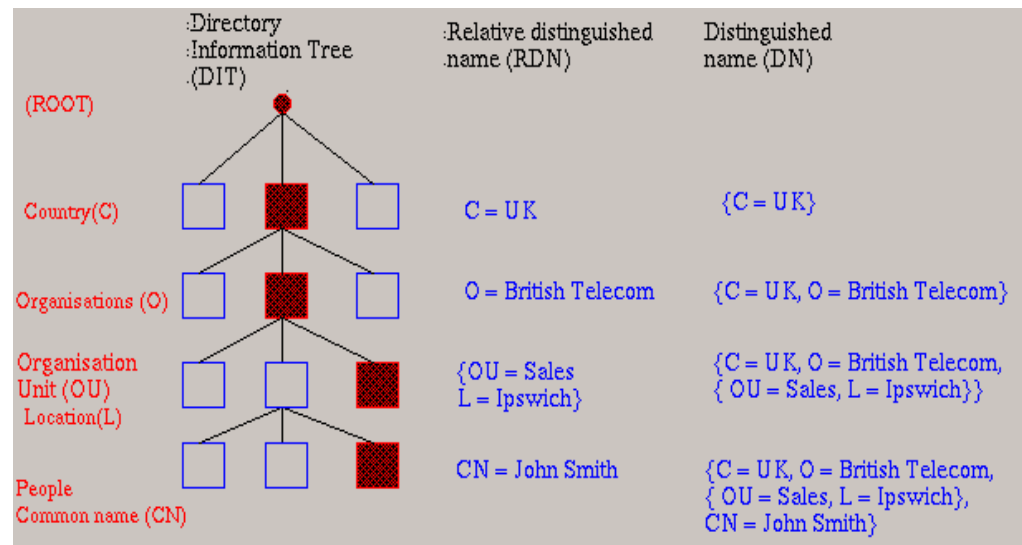 :Directory
:Information Tree
.(DIT)
:Relative distinguished
.name (RDN)
Distinguished
name (DN)
(ROOT)
Country(C)
C = UK
{C = UK}
Organisations (O)
O = British Telecom
{C = UK, O = British Telecom}
Organisation
Unit (OU)
Location(L)
{OU = Sales
L = Ipswich}
{C = UK, O = British Telecom,
{ OU = Sales, L = Ipswich}}
People
Common name (CN)
CN = John Smith
{C = UK, O = British Telecom,
{ OU = Sales, L = Ipswich},
CN = John Smith}